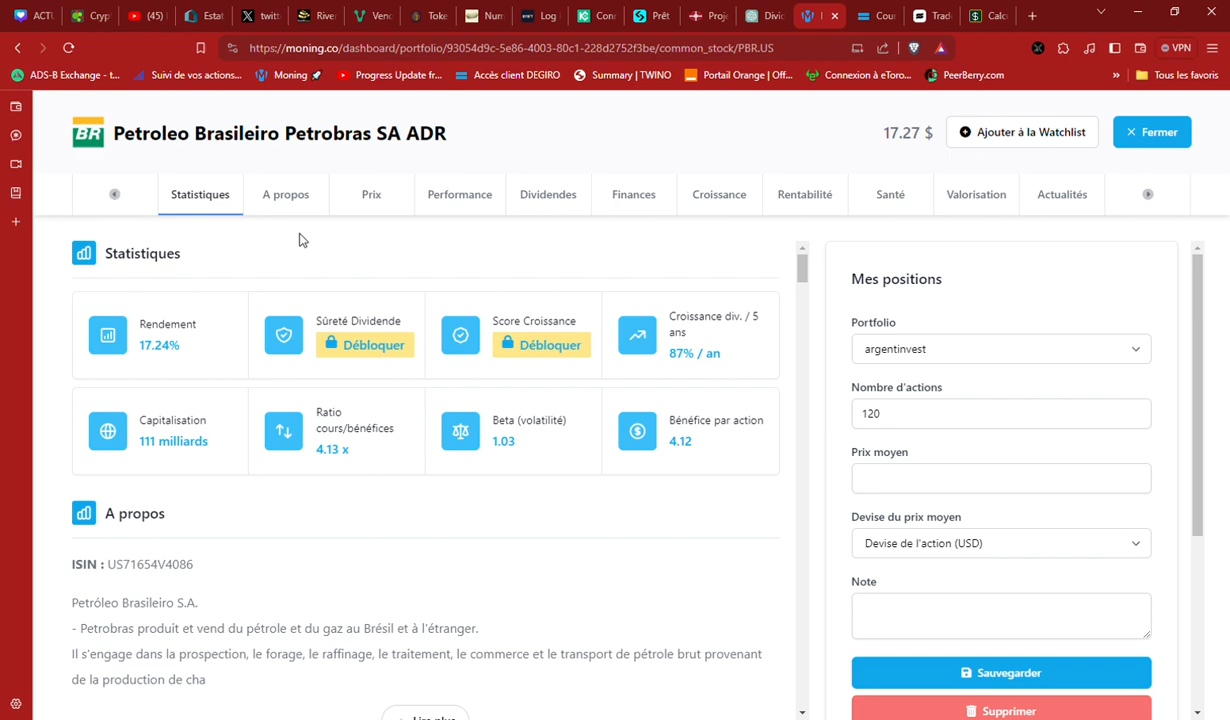 ACTU
Cryp
(45)
Estat
twitt
River
Venc
Toke
Num
Log
Con
Prêt
Proje
Divic
M
Cour
Trad
Calc
https://moning.co/dashboard/portfolio/93054d9c-5e86-4003-80c1-228d2752f3be/common_stock/PBR.US
VPN
ADS-B Exchange - t...
Suivi de vos actions...
Moning 🚀
Progress Update fr...
Accès client DEGIRO
Summary | TWINO
Portail Orange | Off...
Connexion à eToro...
PeerBerry.com
»
Tous les favoris
BR
Petroleo Brasileiro Petrobras SA ADR
17.27 $
Ajouter à la Watchlist
Fermer
Statistiques
A propos
Prix
Performance
Dividendes
Finances
Croissance
Rentabilité
Santé
Valorisation
Actualités
Statistiques
Rendement
17.24%
Sûreté Dividende
Débloquer
Score Croissance
Débloquer
Croissance div. / 5
ans
87% / an
Capitalisation
111 milliards
Ratio
cours/bénéfices
4.13 x
Beta (volatilité)
1.03
Bénéfice par action
4.12
A propos
ISIN : US71654V4086
Petróleo Brasileiro S.A.
- Petrobras produit et vend du pétrole et du gaz au Brésil et à l'étranger.
Il s'engage dans la prospection, le forage, le raffinage, le traitement, le commerce et le transport de pétrole brut provenant
de la production de cha
Lire plus
Mes positions
Portfolio
argentinvest
Nombre d'actions
120
Prix moyen
Devise du prix moyen
Devise de l'action (USD)
Note
Sauvegarder
Supprimer